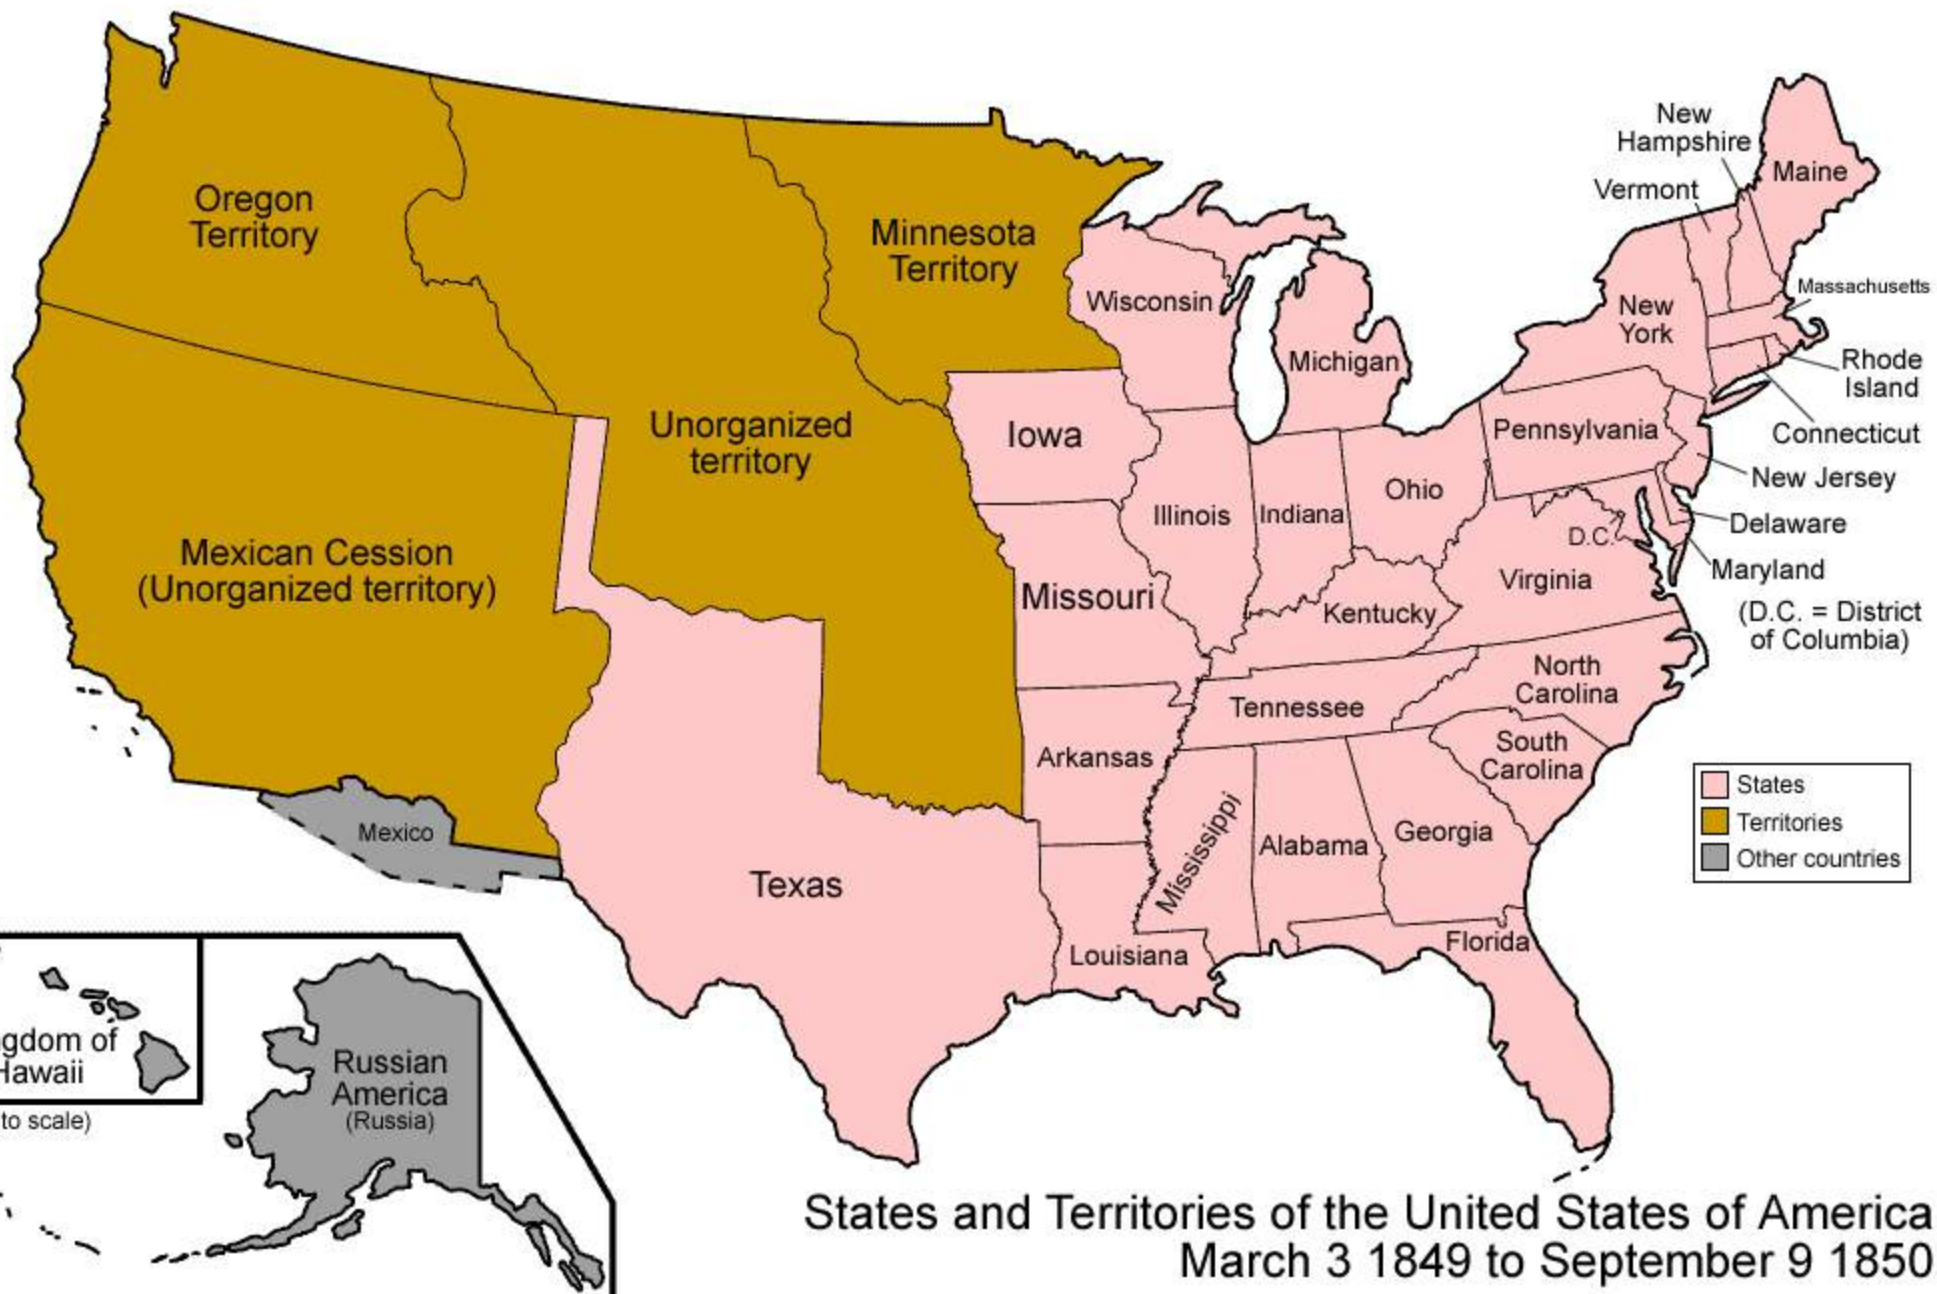 New
Hampshire
Vermont
Maine
Oregon
Territory
Minnesota
Territory
Wisconsin
Michigan
New
York
Massachusetts
Rhode
Island
Connecticut
Unorganized
territory
Iowa
Pennsylvania
New Jersey
Illinois
Indiana
Ohio
D.C.
Delaware
Maryland
(D.C. = District
of Columbia)
Mexican Cession
(Unorganized territory)
Missouri
Kentucky
Virginia
Tennessee
North
Carolina
South
Carolina
Arkansas
Mississippi
Alabama
Georgia
Mexico
Texas
Louisiana
Florida
States
Territories
Other countries
gdom of
Hawaii
to scale)
Russian
America
(Russia)
States and Territories of the United States of America
March 3 1849 to September 9 1850